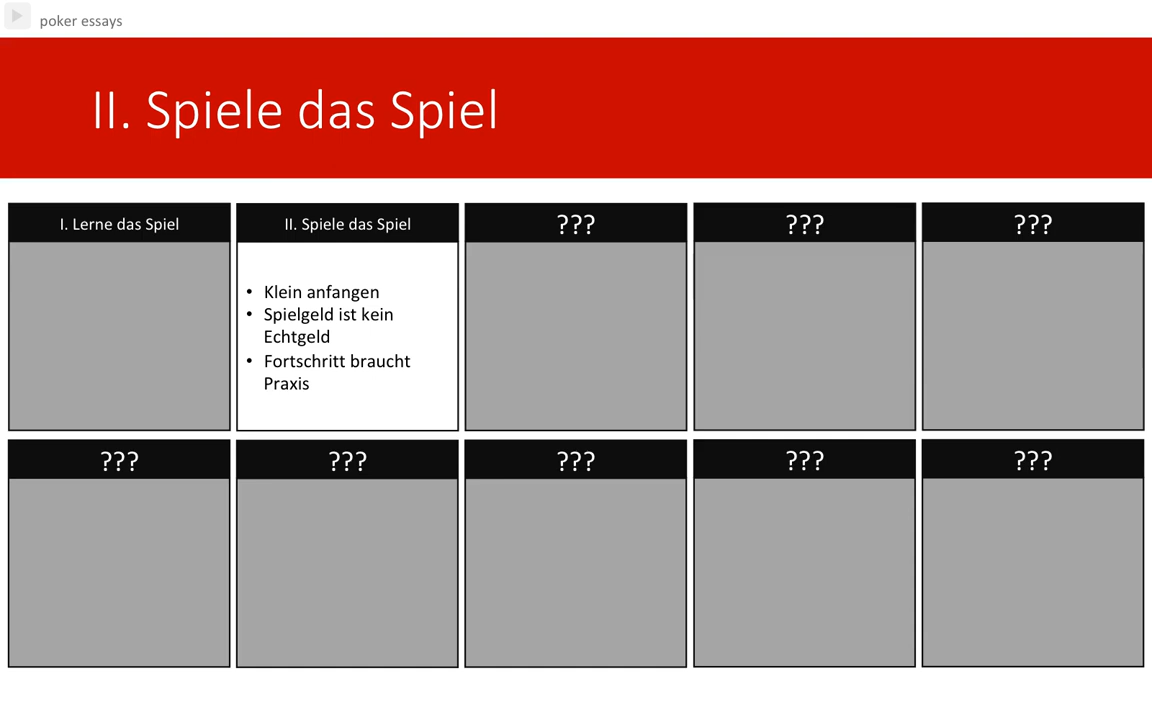 poker essays
II. Spiele das Spiel
I. Lerne das Spiel
II. Spiele das Spiel
???
???
???
• Klein anfangen
• Spielgeld ist kein
Echtgeld
• Fortschritt braucht
Praxis
???
???
???
???
???